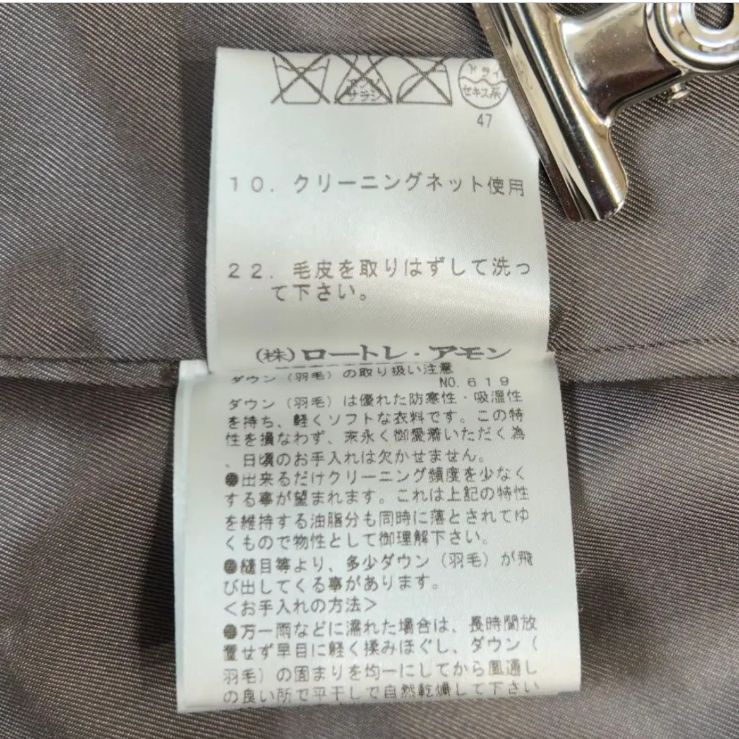 エンソ
サラシ
ドライ
セキユ系
47
10. クリーニングネット使用
22. 毛皮を取りはずして洗っ
て下さい。
(株)ロートレ・アモン
ダウン(羽毛)の取り扱い注意
NO.619
ダウン(羽毛)は優れた防寒性・吸湿性
を持ち、軽くソフトな衣料です。この特
性を損なわず、末永く御愛着いただく為
、日頃のお手入れは欠かせません。
●出来るだけクリーニング頻度を少なく
する事が望まれます。これは上記の特性
を維持する油脂分も同時に落とされてゆ
くもので物性として御理解下さい。
●縫目等より、多少ダウン(羽毛)が飛
び出してくる事があります。
<お手入れの方法>
●万一雨などに濡れた場合は、長時間放
置せず早目に軽く揉みほぐし、ダウン(
羽毛)の固まりを均一にしてから風通し
の良い所で平干しで自然乾燥して下さい